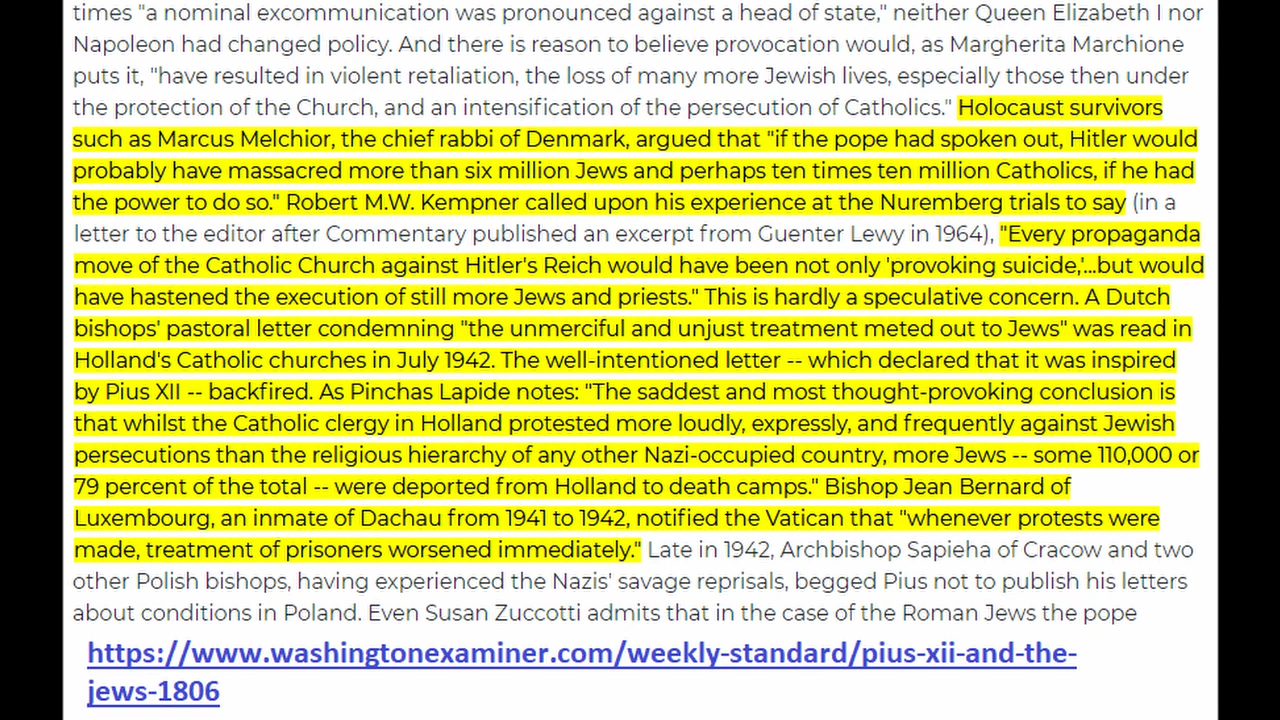 times "a nominal excommunication was pronounced against a head of state," neither Queen Elizabeth I nor
Napoleon had changed policy. And there is reason to believe provocation would, as Margherita Marchione
puts it, "have resulted in violent retaliation, the loss of many more Jewish lives, especially those then under
the protection of the Church, and an intensification of the persecution of Catholics." Holocaust survivors
such as Marcus Melchior, the chief rabbi of Denmark, argued that "if the pope had spoken out, Hitler would
probably have massacred more than six million Jews and perhaps ten times ten million Catholics, if he had
the power to do so." Robert M.W. Kempner called upon his experience at the Nuremberg trials to say (in a
letter to the editor after Commentary published an excerpt from Guenter Lewy in 1964), "Every propaganda
move of the Catholic Church against Hitler's Reich would have been not only 'provoking suicide,'...but would
have hastened the execution of still more Jews and priests." This is hardly a speculative concern. A Dutch
bishops' pastoral letter condemning "the unmerciful and unjust treatment meted out to Jews" was read in
Holland's Catholic churches in July 1942. The well-intentioned letter -- which declared that it was inspired
by Pius XII -- backfired. As Pinchas Lapide notes: "The saddest and most thought-provoking conclusion is
that whilst the Catholic clergy in Holland protested more loudly, expressly, and frequently against Jewish
persecutions than the religious hierarchy of any other Nazi-occupied country, more Jews -- some 110,000 or
79 percent of the total -- were deported from Holland to death camps." Bishop Jean Bernard of
Luxembourg, an inmate of Dachau from 1941 to 1942, notified the Vatican that "whenever protests were
made, treatment of prisoners worsened immediately." Late in 1942, Archbishop Sapieha of Cracow and two
other Polish bishops, having experienced the Nazis' savage reprisals, begged Pius not to publish his letters
about conditions in Poland. Even Susan Zuccotti admits that in the case of the Roman Jews the pope
https://www.washingtonexaminer.com/weekly-standard/pius-xii-and-the-
jews-1806